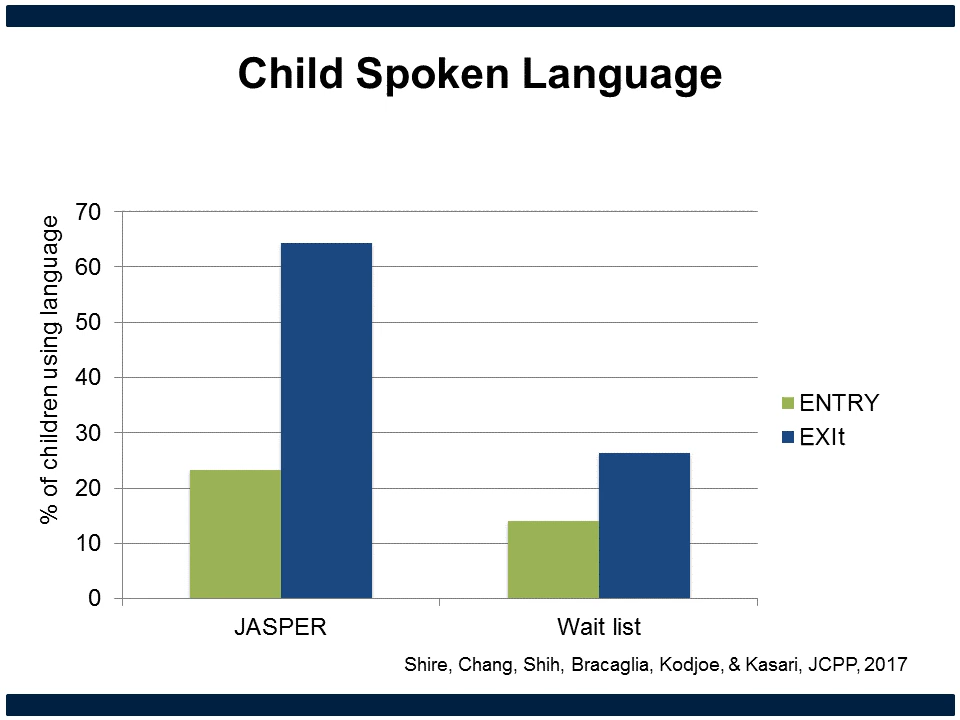 Child Spoken Language
% of children using language
70
60
50
40
30
20
10
0
JASPER
Wait list
ENTRY
EXIt
Shire, Chang, Shih, Bracaglia, Kodjoe, & Kasari, JCPP, 2017